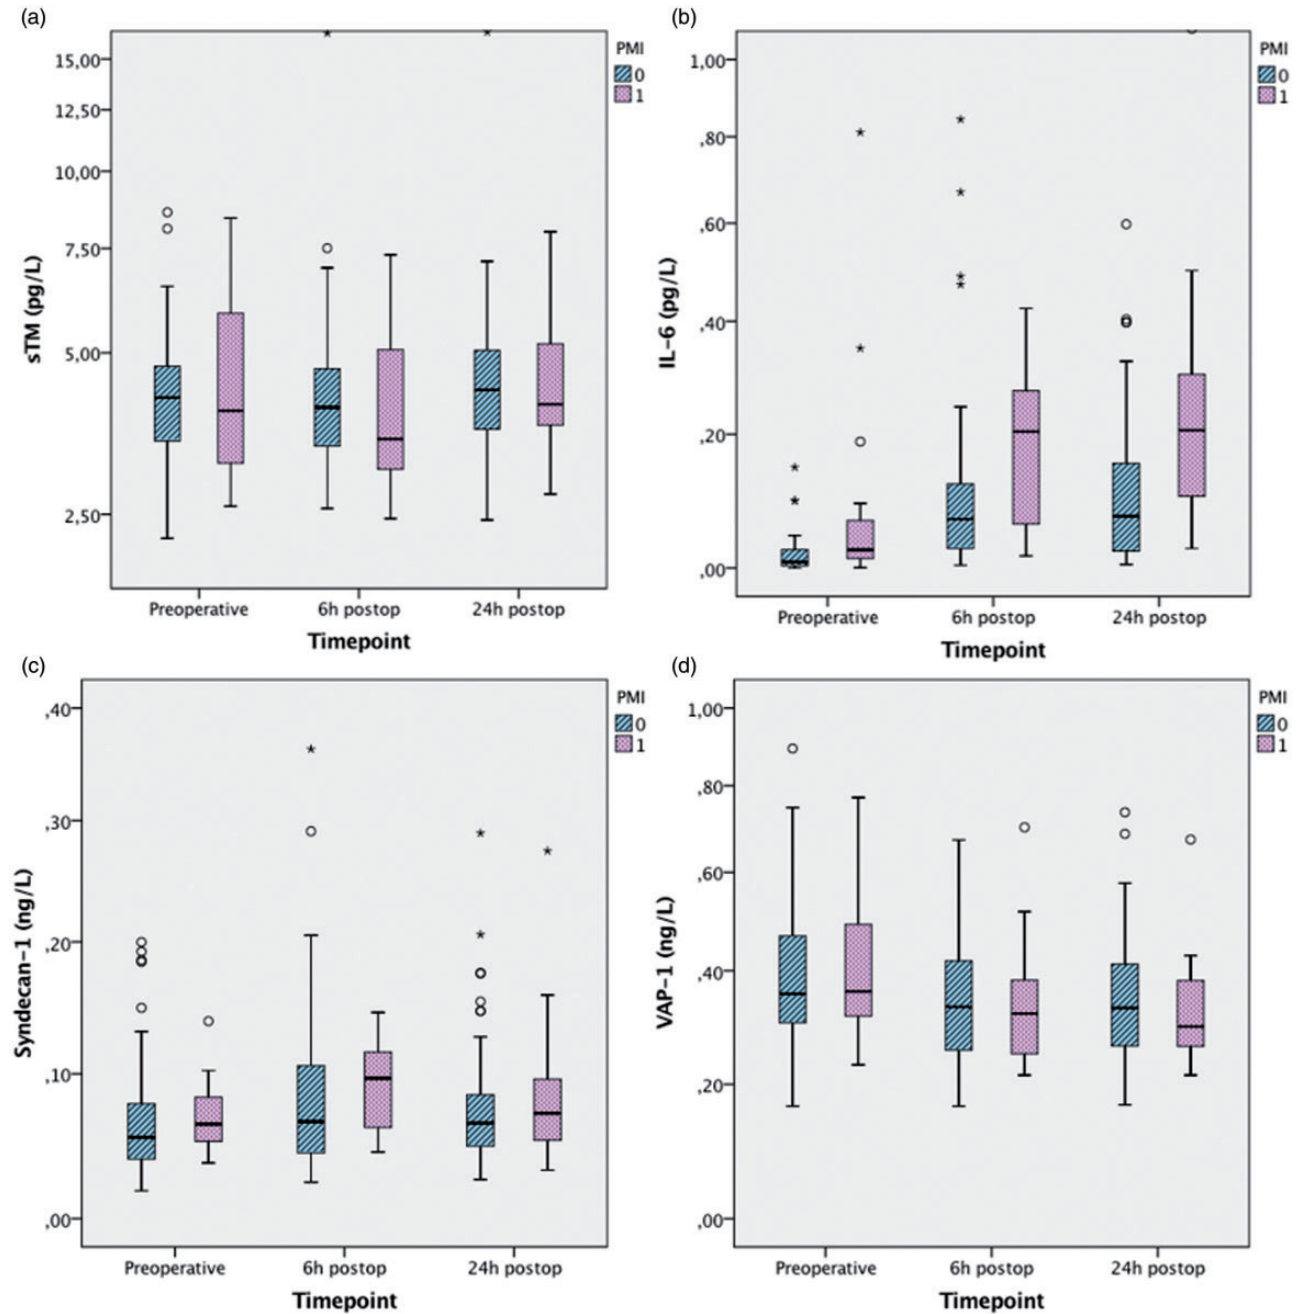 (a)
sTM (pg/L)
15,00
12,50
10,00
7,50
5,00
2,50
PMI
0
1
Preoperative 6h postop 24h postop
Timepoint
(b)
IL-6 (pg/L)
1,00
,80
,60
,40
,20
,00
PMI
0
1
Preoperative 6h postop 24h postop
Timepoint
(c)
Syndecan-1 (ng/L)
,40
,30
,20
,10
,00
PMI
0
1
Preoperative 6h postop 24h postop
Timepoint
(d)
VAP-1 (ng/L)
1,00
,80
,60
,40
,20
,00
PMI
0
1
Preoperative 6h postop 24h postop
Timepoint